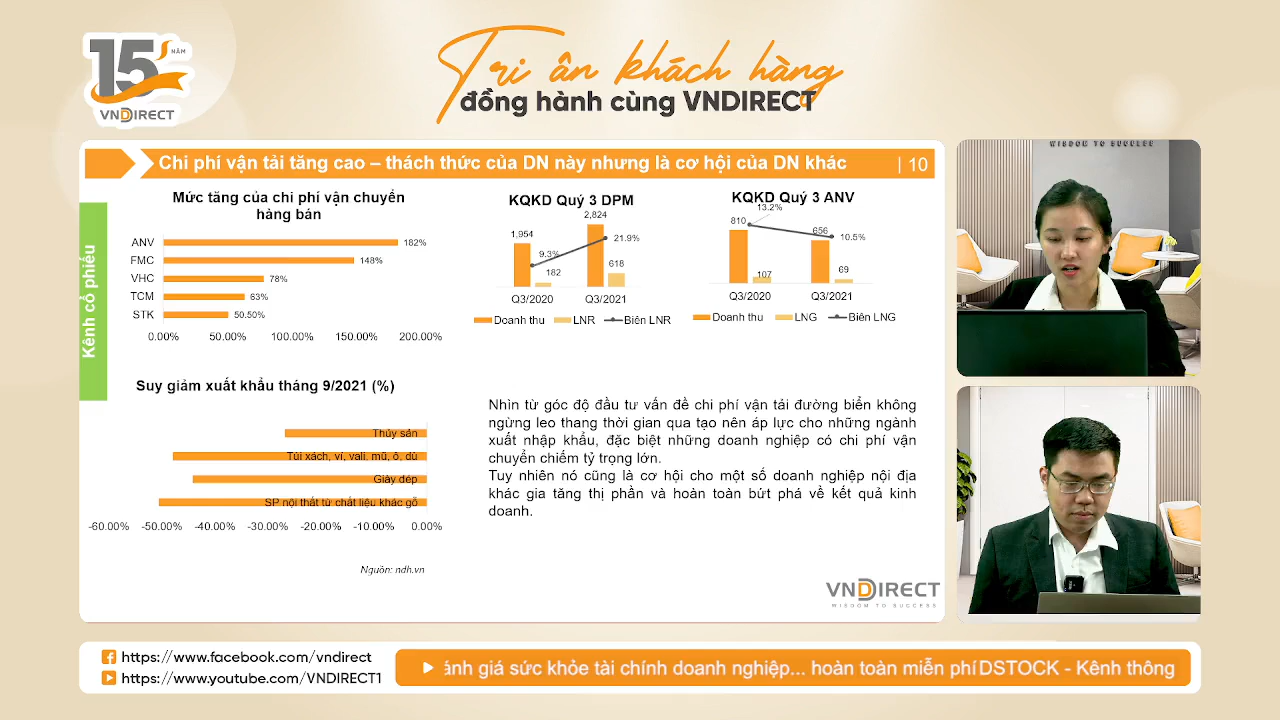 15
NĂM
VNDIRECT
Tri ân khách hàng
đồng hành cùng VNDIRECT
WISDOM TO SUCCESS
Chi phí vận tải tăng cao – thách thức của DN này nhưng là cơ hội của DN khác
| 10
Kênh cổ phiếu
Mức tăng của chi phí vận chuyển
hàng bán
ANV
182%
FMC
148%
VHC
78%
TCM
63%
STK
50.50%
0.00% 50.00% 100.00% 150.00% 200.00%
KQKD Quý 3 DPM
2,824
1,954
9.3%
21.9%
182
618
Q3/2020 Q3/2021
Doanh thu LNR Biên LNR
KQKD Quý 3 ANV
13.2%
810
656
10.5%
107
69
Q3/2020 Q3/2021
Doanh thu LNG Biên LNG
Suy giảm xuất khẩu tháng 9/2021 (%)
Thủy sản
Túi xách, ví, vali, mũ, ô, dù
Giày dép
SP nội thất từ chất liệu khác gỗ
-60.00% -50.00% -40.00% -30.00% -20.00% -10.00% 0.00%
Nguồn: ndh.vn
Nhìn từ góc độ đầu tư vấn đề chi phí vận tải đường biển không
ngừng leo thang thời gian qua tạo nên áp lực cho những ngành
xuất nhập khẩu, đặc biệt những doanh nghiệp có chi phí vận
chuyển chiếm tỷ trọng lớn.
Tuy nhiên nó cũng là cơ hội cho một số doanh nghiệp nội địa
khác gia tăng thị phần và hoàn toàn bứt phá về kết quả kinh
doanh.
VNDIRECT
WISDOM TO SUCCESS
https://www.facebook.com/vndirect
https://www.youtube.com/VNDIRECT1
ánh giá sức khỏe tài chính doanh nghiệp... hoàn toàn miễn phí DSTOCK - Kênh thông